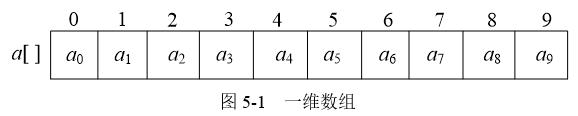 0 1 2 3 4 5 6 7 8 9
a[ ] a₀ a₁ a₂ a₃ a₄ a₅ a₆ a₇ a₈ a₉
图 5-1 一维数组